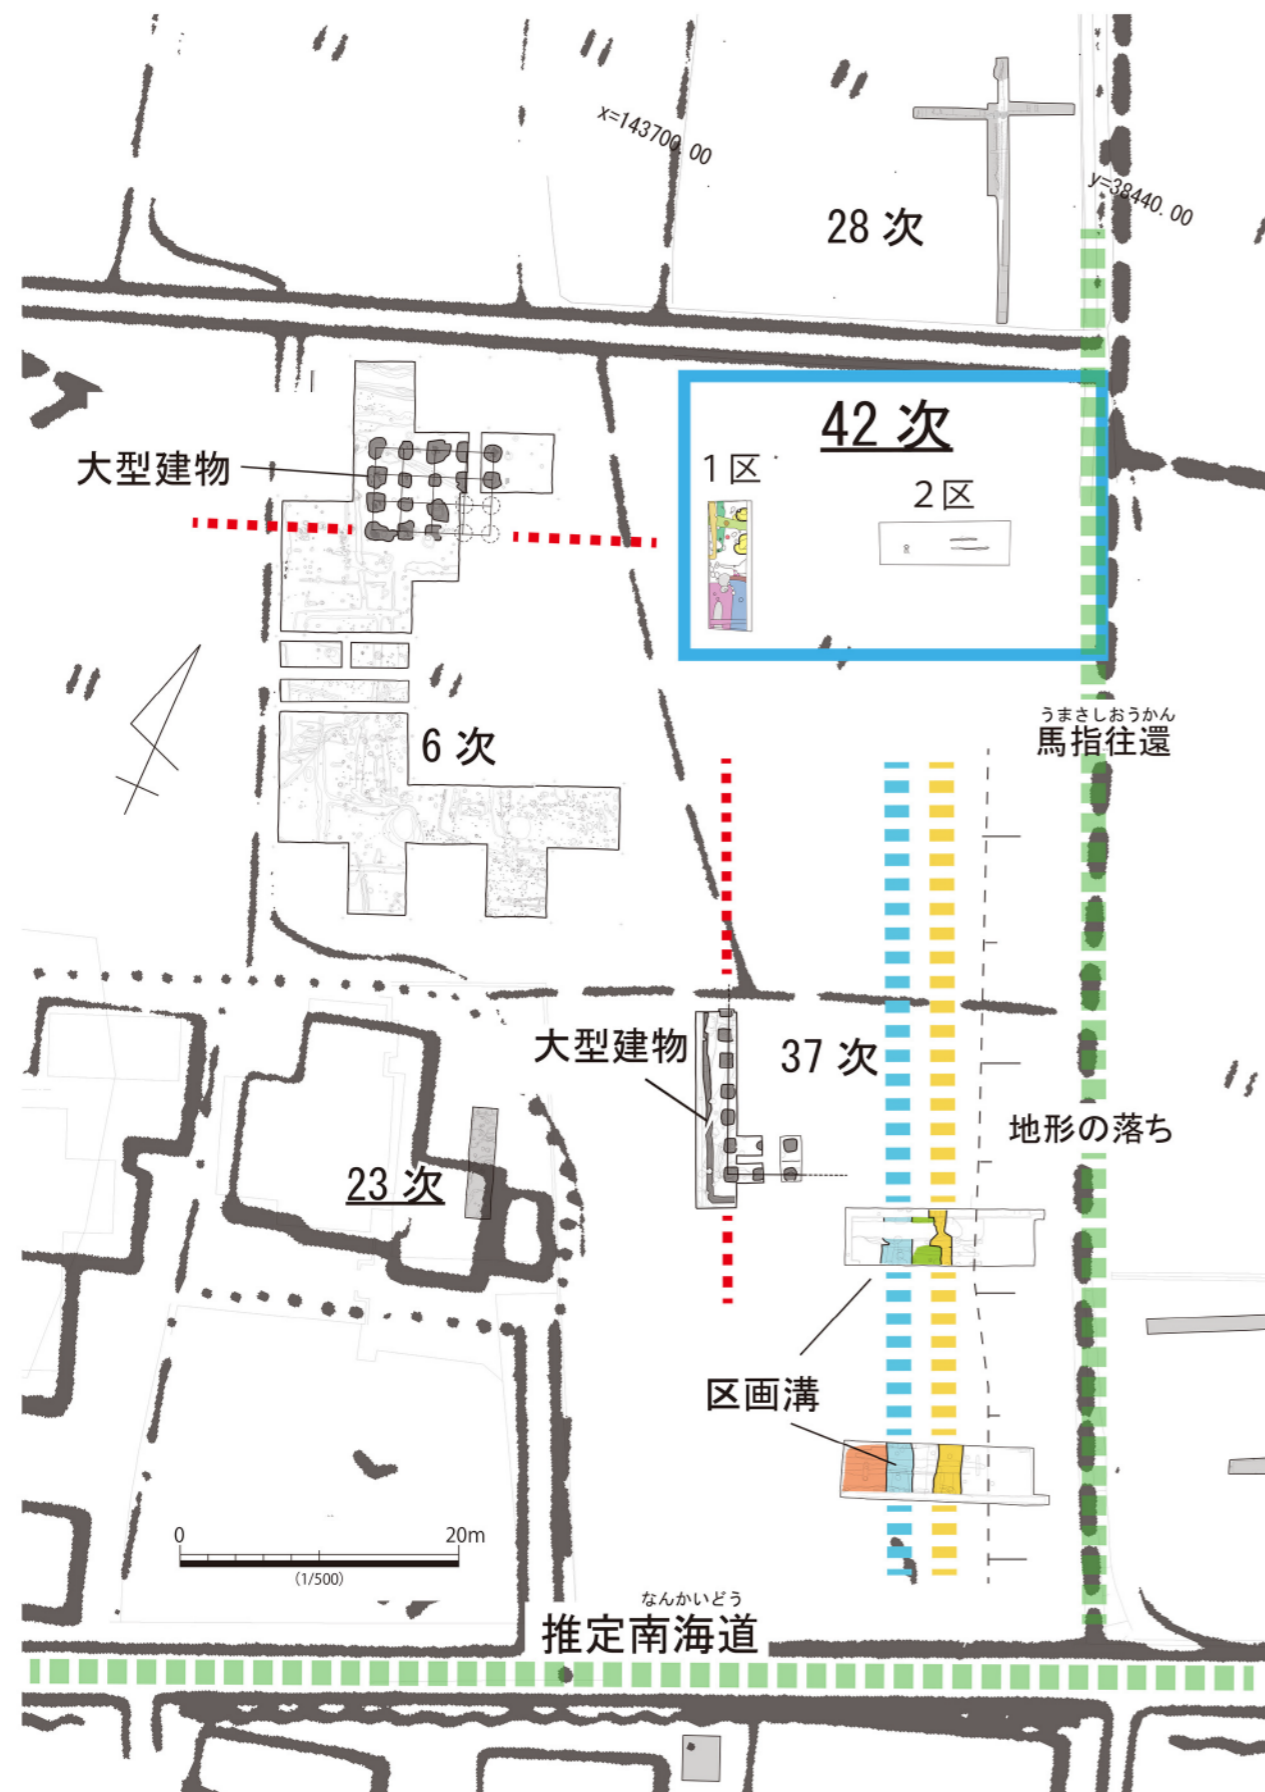 x=143700.00
y=38440.00
28 次
42 次
1区
2区
大型建物
6 次
うまさしおうかん
馬指往還
大型建物
37 次
地形の落ち
23 次
区画溝
0
20m
(1/500)
なんかいどう
推定南海道